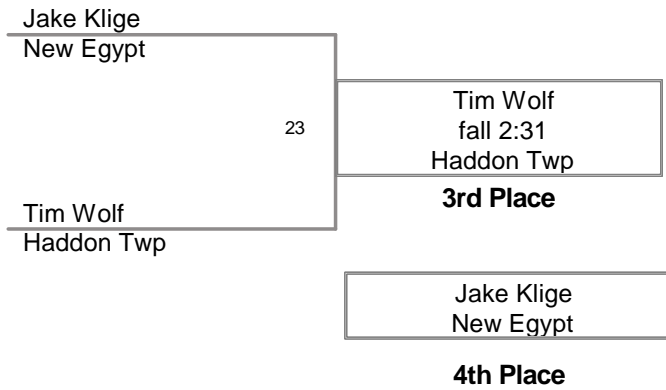 Jake Klige
New Egypt
23
Tim Wolf
fall 2:31
Haddon Twp
3rd Place
Tim Wolf
Haddon Twp
Jake Klige
New Egypt
4th Place